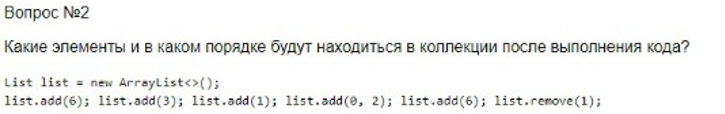 Вопрос №2
Какие элементы и в каком порядке будут находиться в коллекции после выполнения кода?
List list = new ArrayList<>();
list.add(6); list.add(3); list.add(1); list.add(0, 2); list.add(6); list.remove(1);